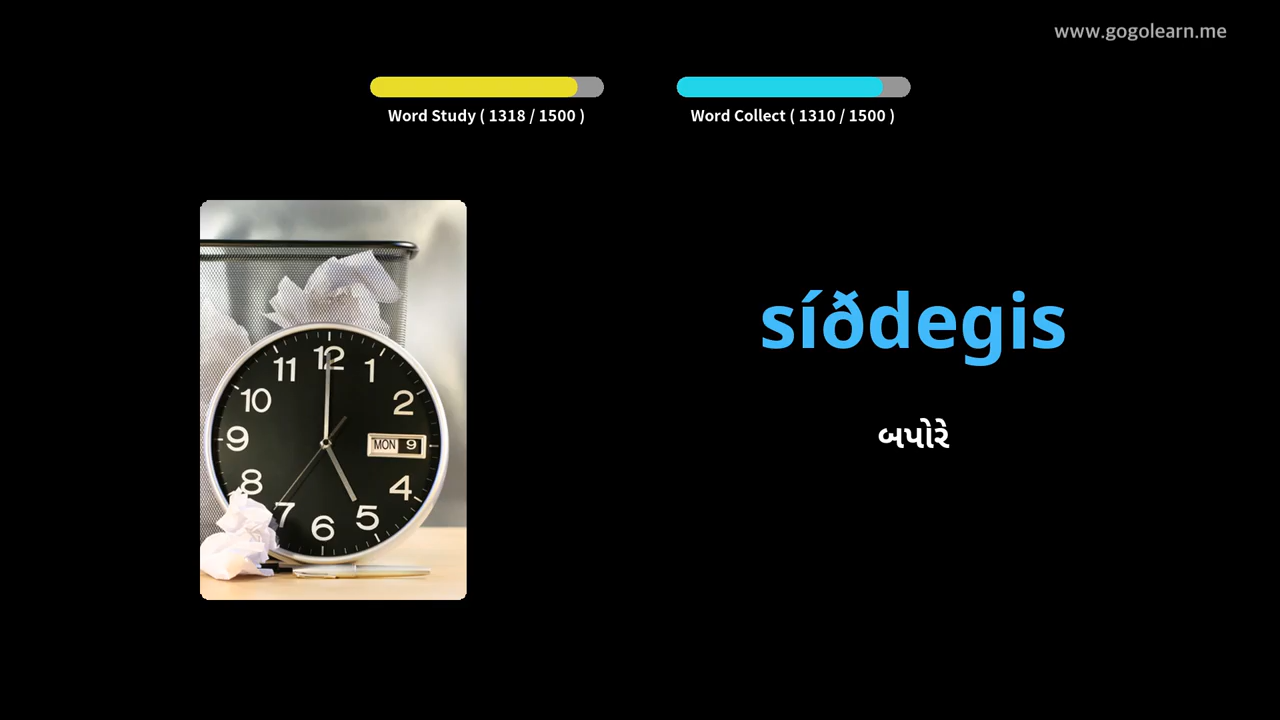 www.gogolearn.me
Word Study ( 1318 / 1500 )
Word Collect ( 1310 / 1500 )
síðdegis
બપોરે
12
11
1
10
2
9
MON 9
8
4
7
5
6